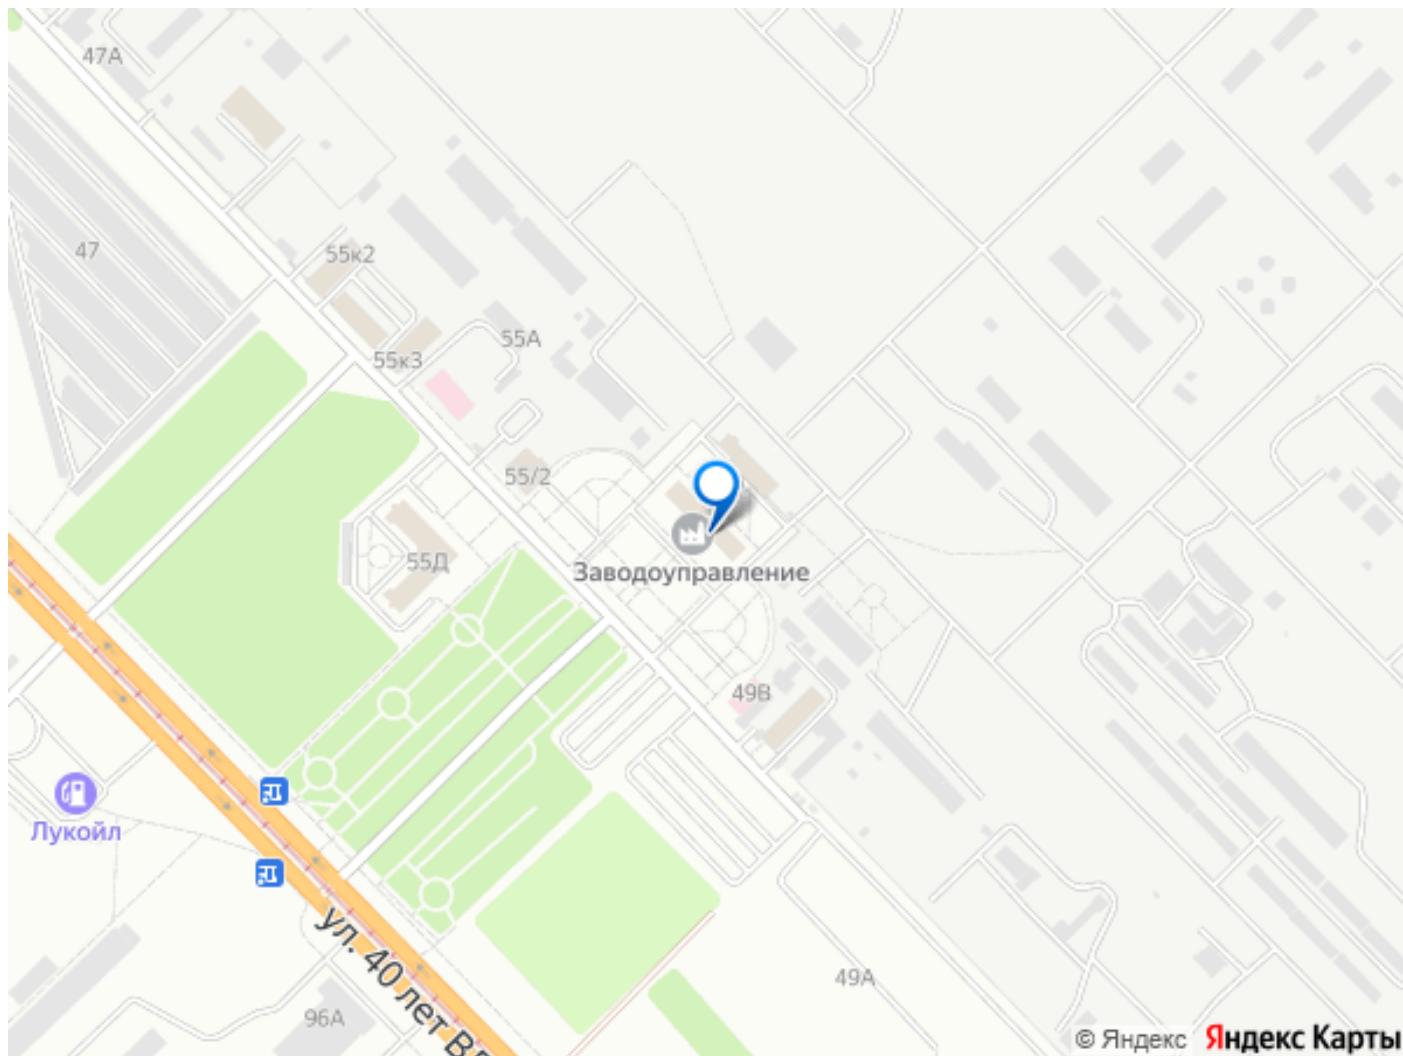 47А
47
55к2
55А
55к3
55/2
55Д
Заводоуправление
49В
Лукойл
ул. 40 лет ВЛ
49А
96А
© Яндекс Яндекс Карты